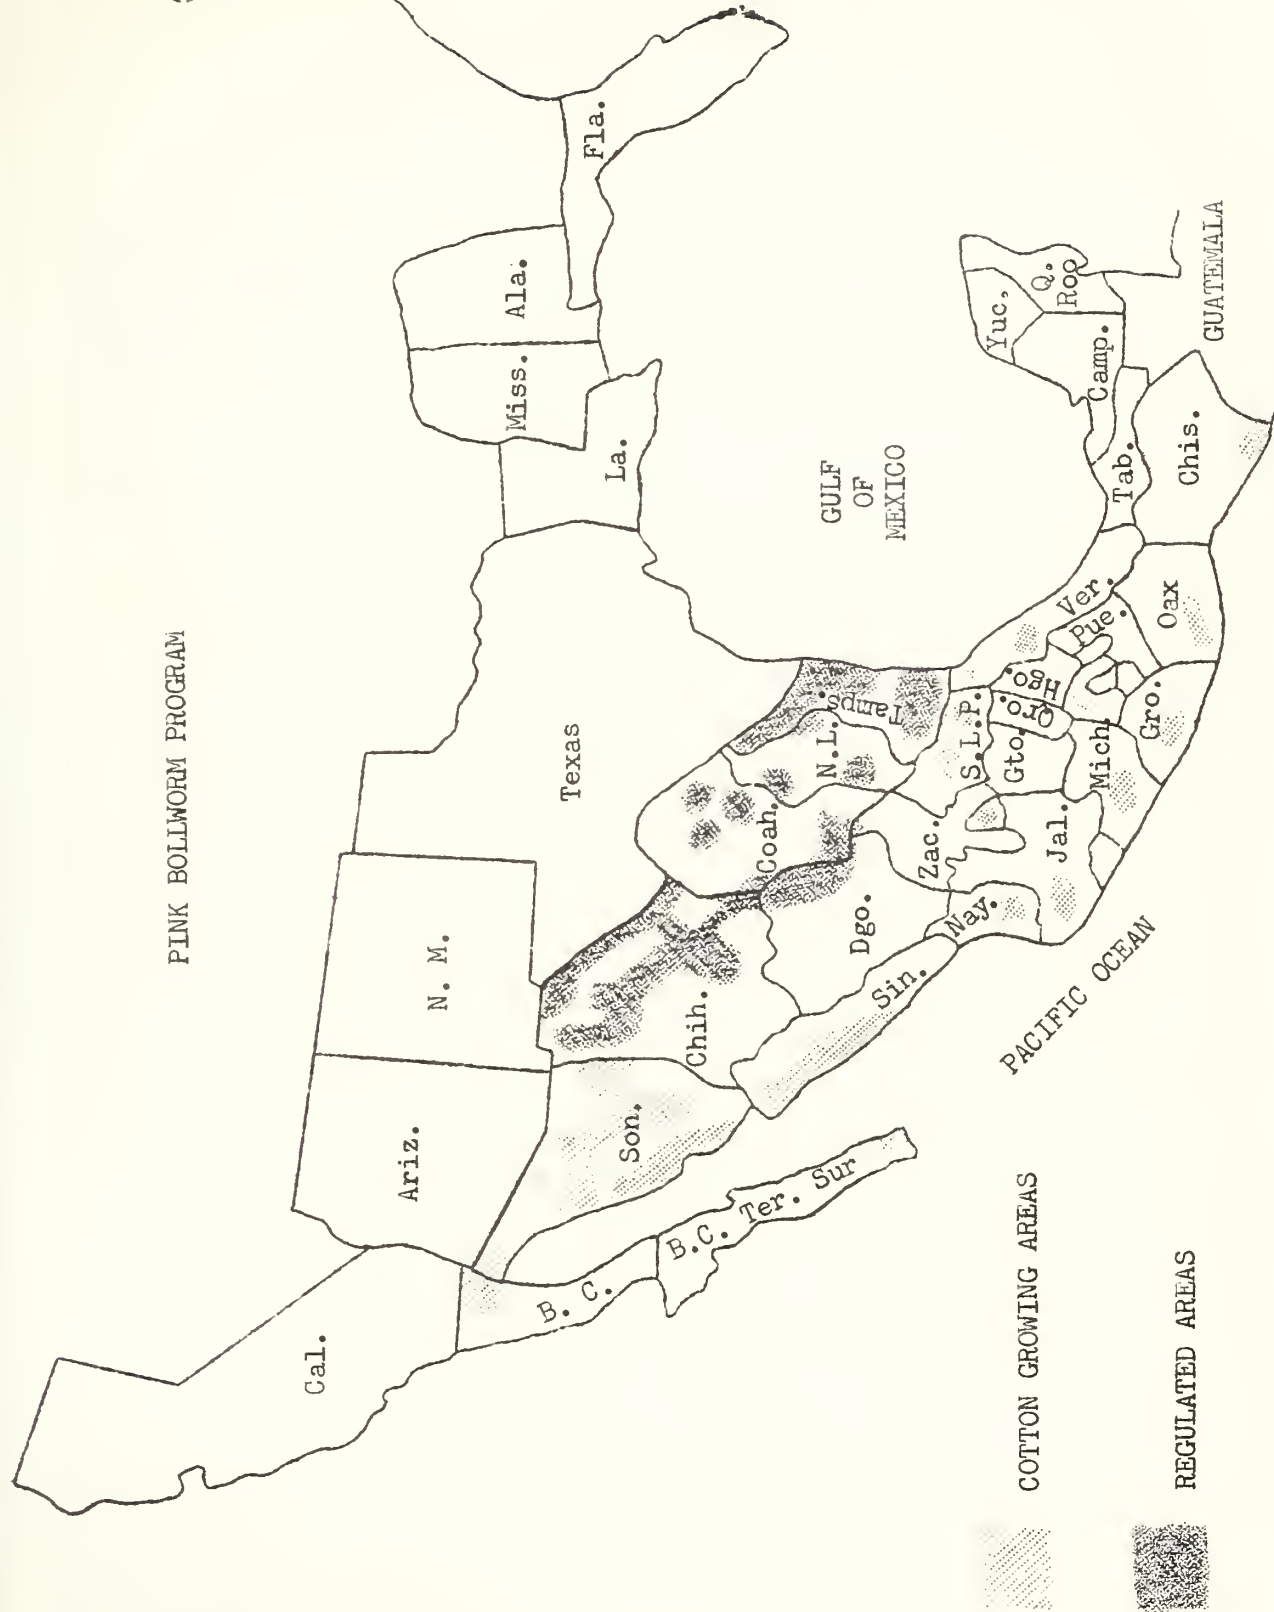 PINK BOLLWORM PROGRAM
Cal.
Ariz.
N. M.
Texas
La.
Miss.
Ala.
Fla.
B. C.
B.C. Ter. Sur
Son.
Chih.
Coah.
N.L.
Tamps.
Sin.
Dgo.
Zac.
S.L.P.
Nay.
Jal.
Gto.
Qro.
Hgo.
Mich.
Gro.
Pue.
Ver.
Oax
Tab.
Chis.
Camp.
Yuc.
Q.
Roo
GULF
OF
MEXICO
GUATEMALA
PACIFIC OCEAN
COTTON GROWING AREAS
REGULATED AREAS